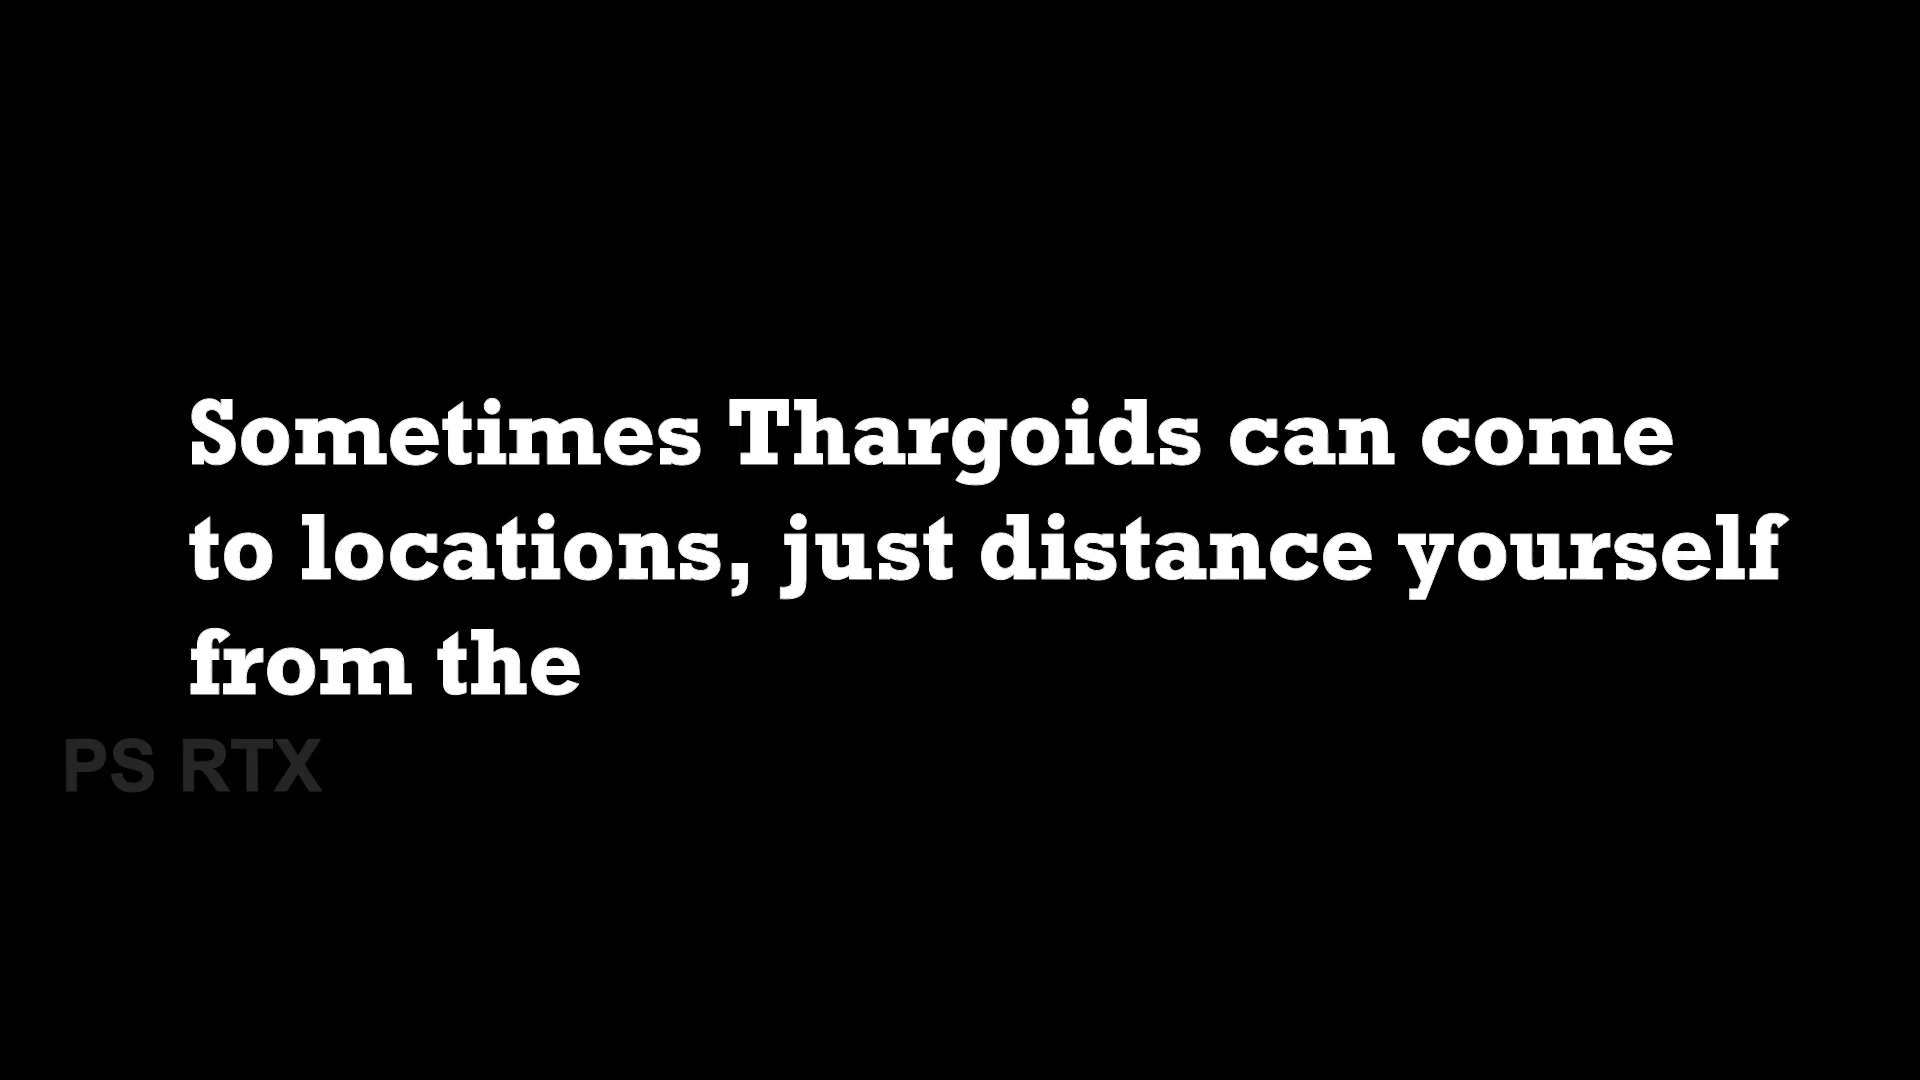 Sometimes Thargoids can come
to locations, just distance yourself
from the
PS RTX